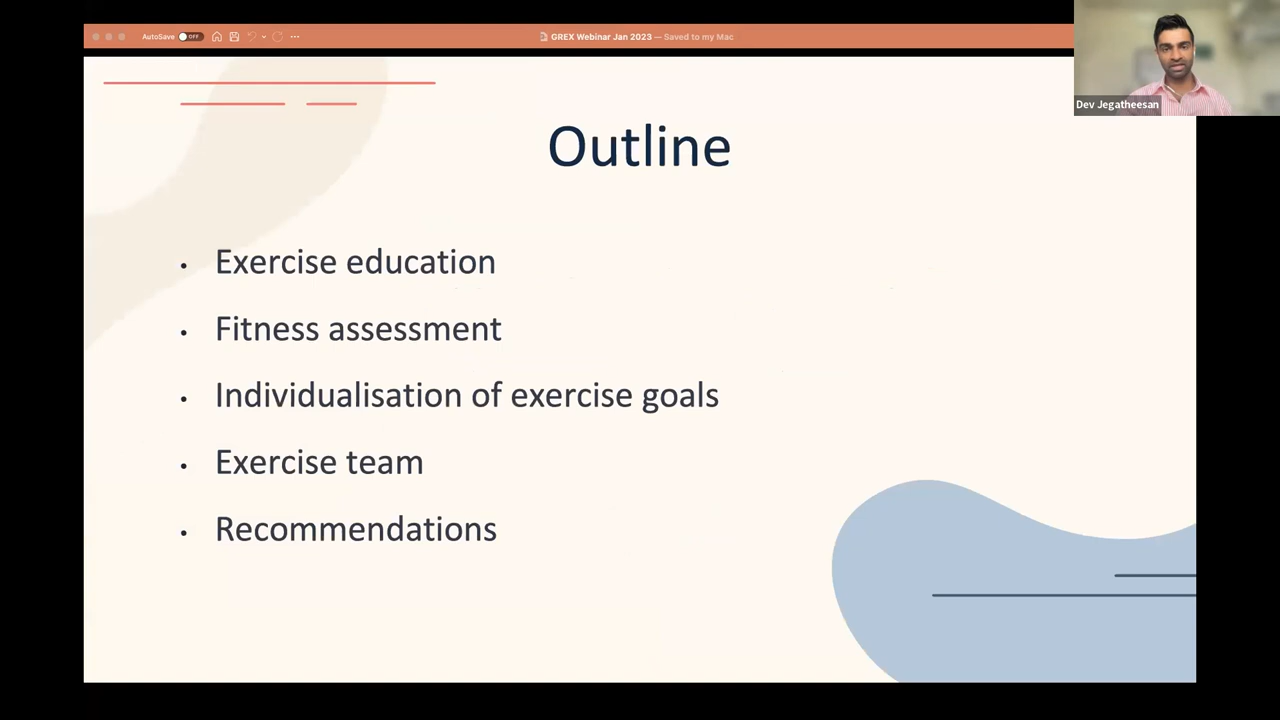 AutoSave OFF
GREX Webinar Jan 2023 — Saved to my Mac
Dev Jegatheesan
Outline
• Exercise education
• Fitness assessment
• Individualisation of exercise goals
• Exercise team
• Recommendations